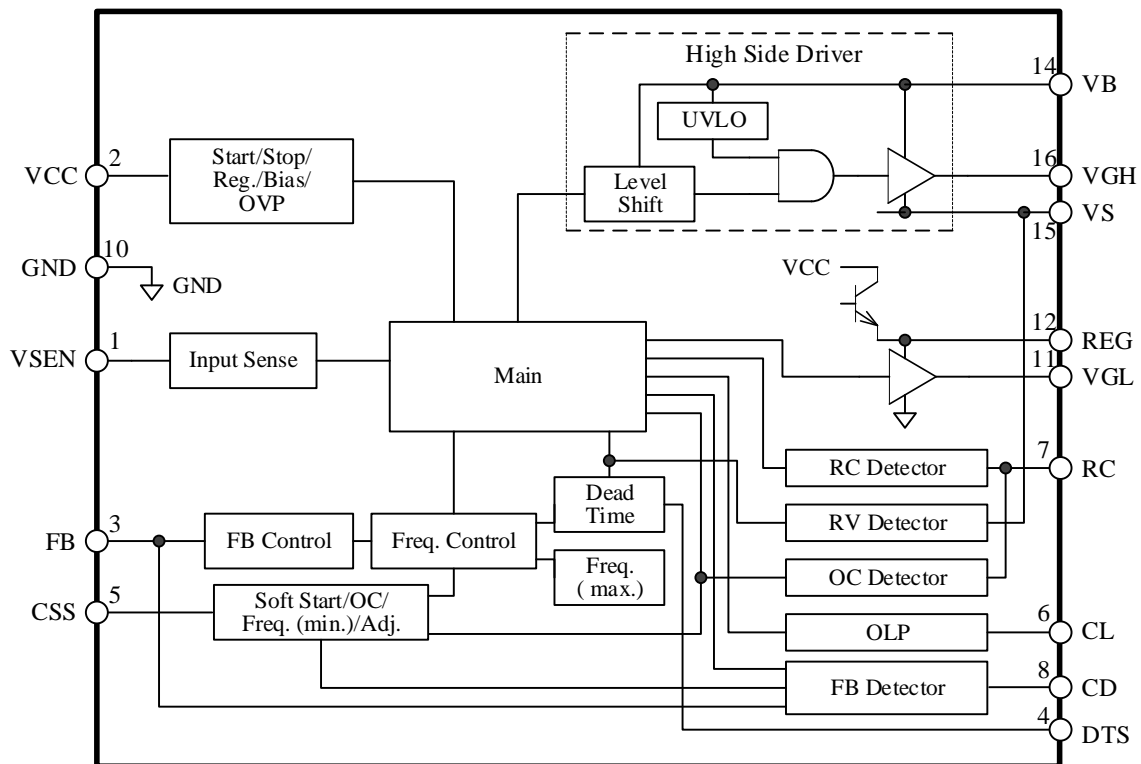 High Side Driver
14
VB
UVLO
2
VCC
Start/Stop/
Reg./Bias/
OVP
16
VGH
Level
Shift
VS
15
10
GND
GND
VCC
12
REG
1
VSEN
Input Sense
Main
11
VGL
7
RC Detector
RC
Dead
Time
RV Detector
3
FB
FB Control
Freq. Control
Freq.
( max.)
OC Detector
5
CSS
Soft Start/OC/
Freq. (min.)/Adj.
6
OLP
CL
8
FB Detector
CD
4
DTS